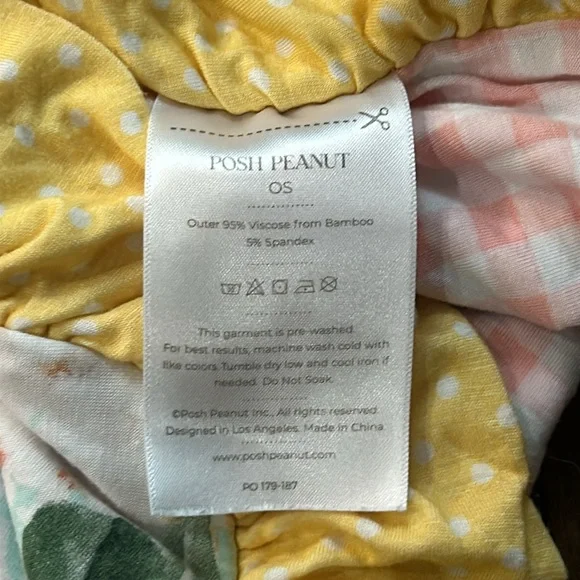 POSH PEANUT
OS
Outer 95% Viscose from Bamboo
5% Spandex
This garment is pre-washed.
For best results, machine wash cold with
like colors. Tumble dry low and cool iron if
needed. Do Not Soak.
©Posh Peanut Inc., All rights reserved.
Designed in Los Angeles. Made in China.
www.poshpeanut.com
PO 179-187